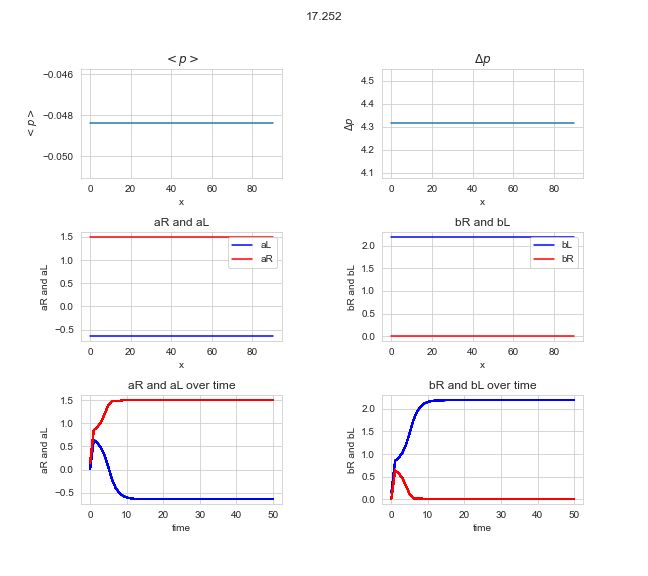 17.252
< p >
Δp
−0.046
−0.048
−0.050
< p >
0 20 40 60 80
x
4.5
4.4
4.3
4.2
4.1
Δp
0 20 40 60 80
x
aR and aL
bR and bL
1.5
1.0
0.5
0.0
−0.5
aR and aL
aL
aR
0 20 40 60 80
x
2.0
1.5
1.0
0.5
0.0
bR and bL
bL
bR
0 20 40 60 80
x
aR and aL over time
bR and bL over time
1.5
1.0
0.5
0.0
−0.5
aR and aL
0 10 20 30 40 50
time
2.0
1.5
1.0
0.5
0.0
bR and bL
0 10 20 30 40 50
time